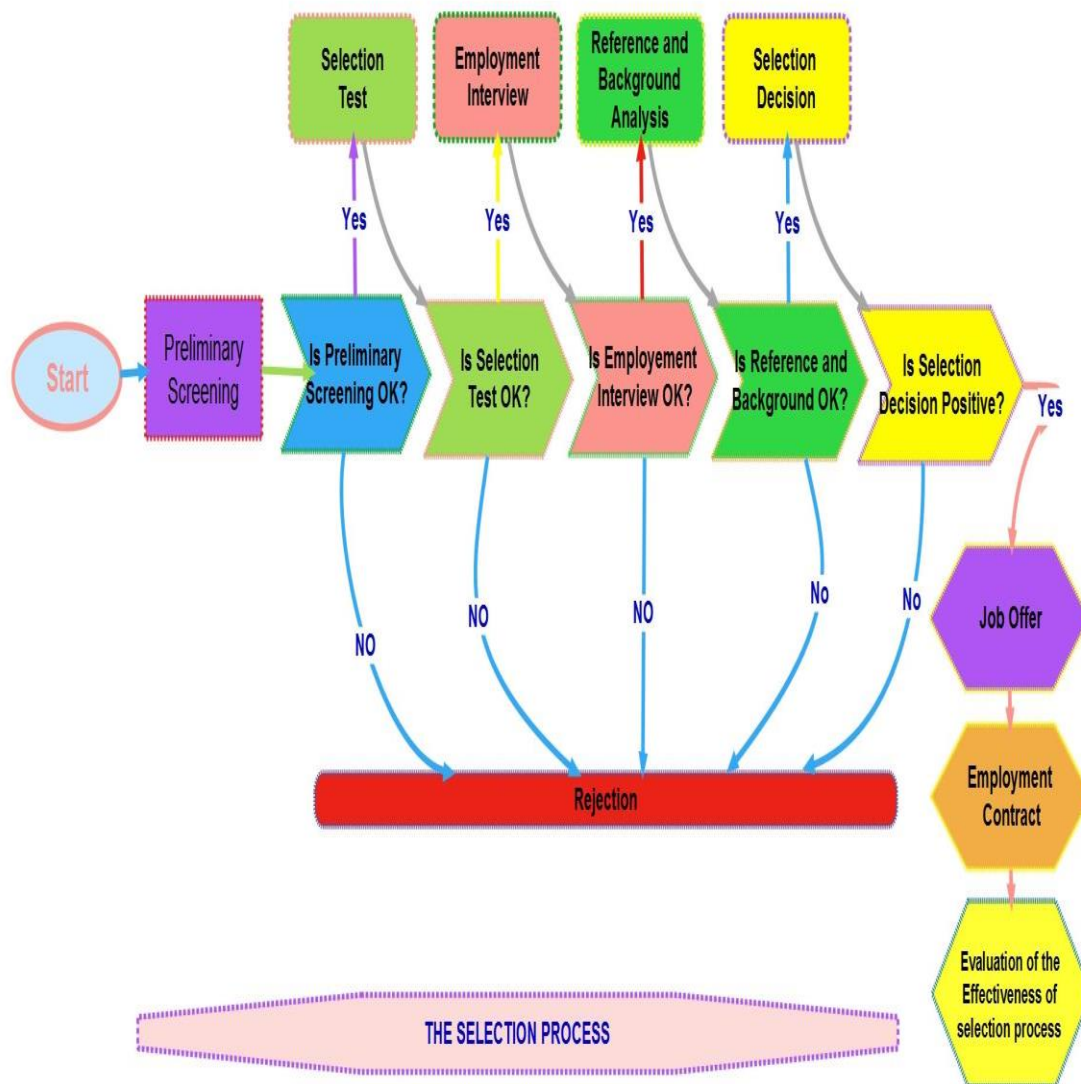 Selection
Test
Employment
Interview
Reference and
Background
Analysis
Selection
Decision
Yes
Yes
Yes
Yes
Start
Preliminary
Screening
Is Preliminary
Screening OK?
Is Selection
Test OK?
Is Employement
Interview OK?
Is Reference and
Background OK?
Is Selection
Decision Positive?
Yes
NO
NO
NO
No
No
Job Offer
Rejection
Employment
Contract
Evaluation of the
Effectiveness of
selection process
THE SELECTION PROCESS